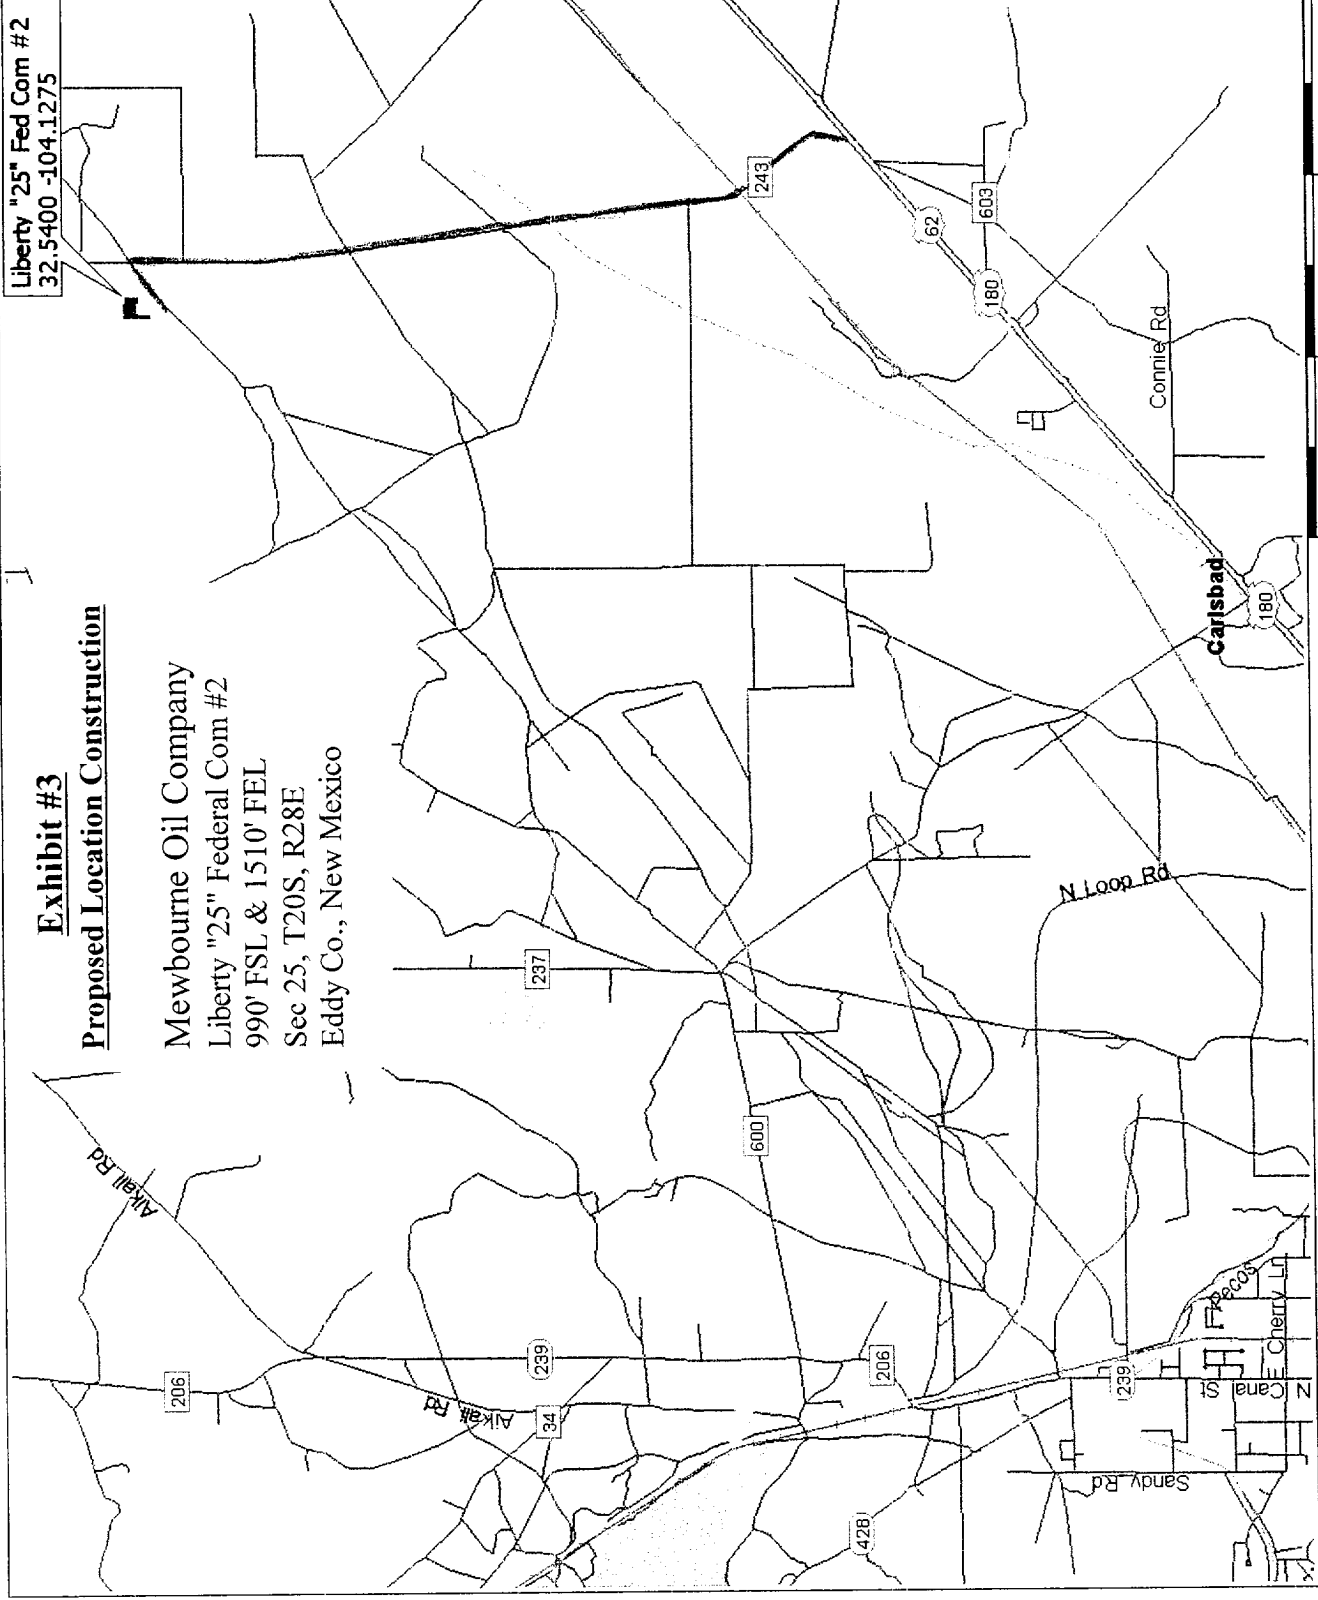 Exhibit #3
Proposed Location Construction
Mewbourne Oil Company
Liberty "25" Federal Com #2
990' FSL & 1510' FEL
Sec 25, T20S, R28E
Eddy Co., New Mexico
Liberty "25" Fed Com #2
32.5400 -104.1275
Alkali Rd
206
239
Alkali Rd
34
237
600
206
243
62
180
603
Connie Rd
Carlsbad
180
N Loop Rd
428
239
Sandy Rd
N Canal St
E Cherry Ln
Pecos